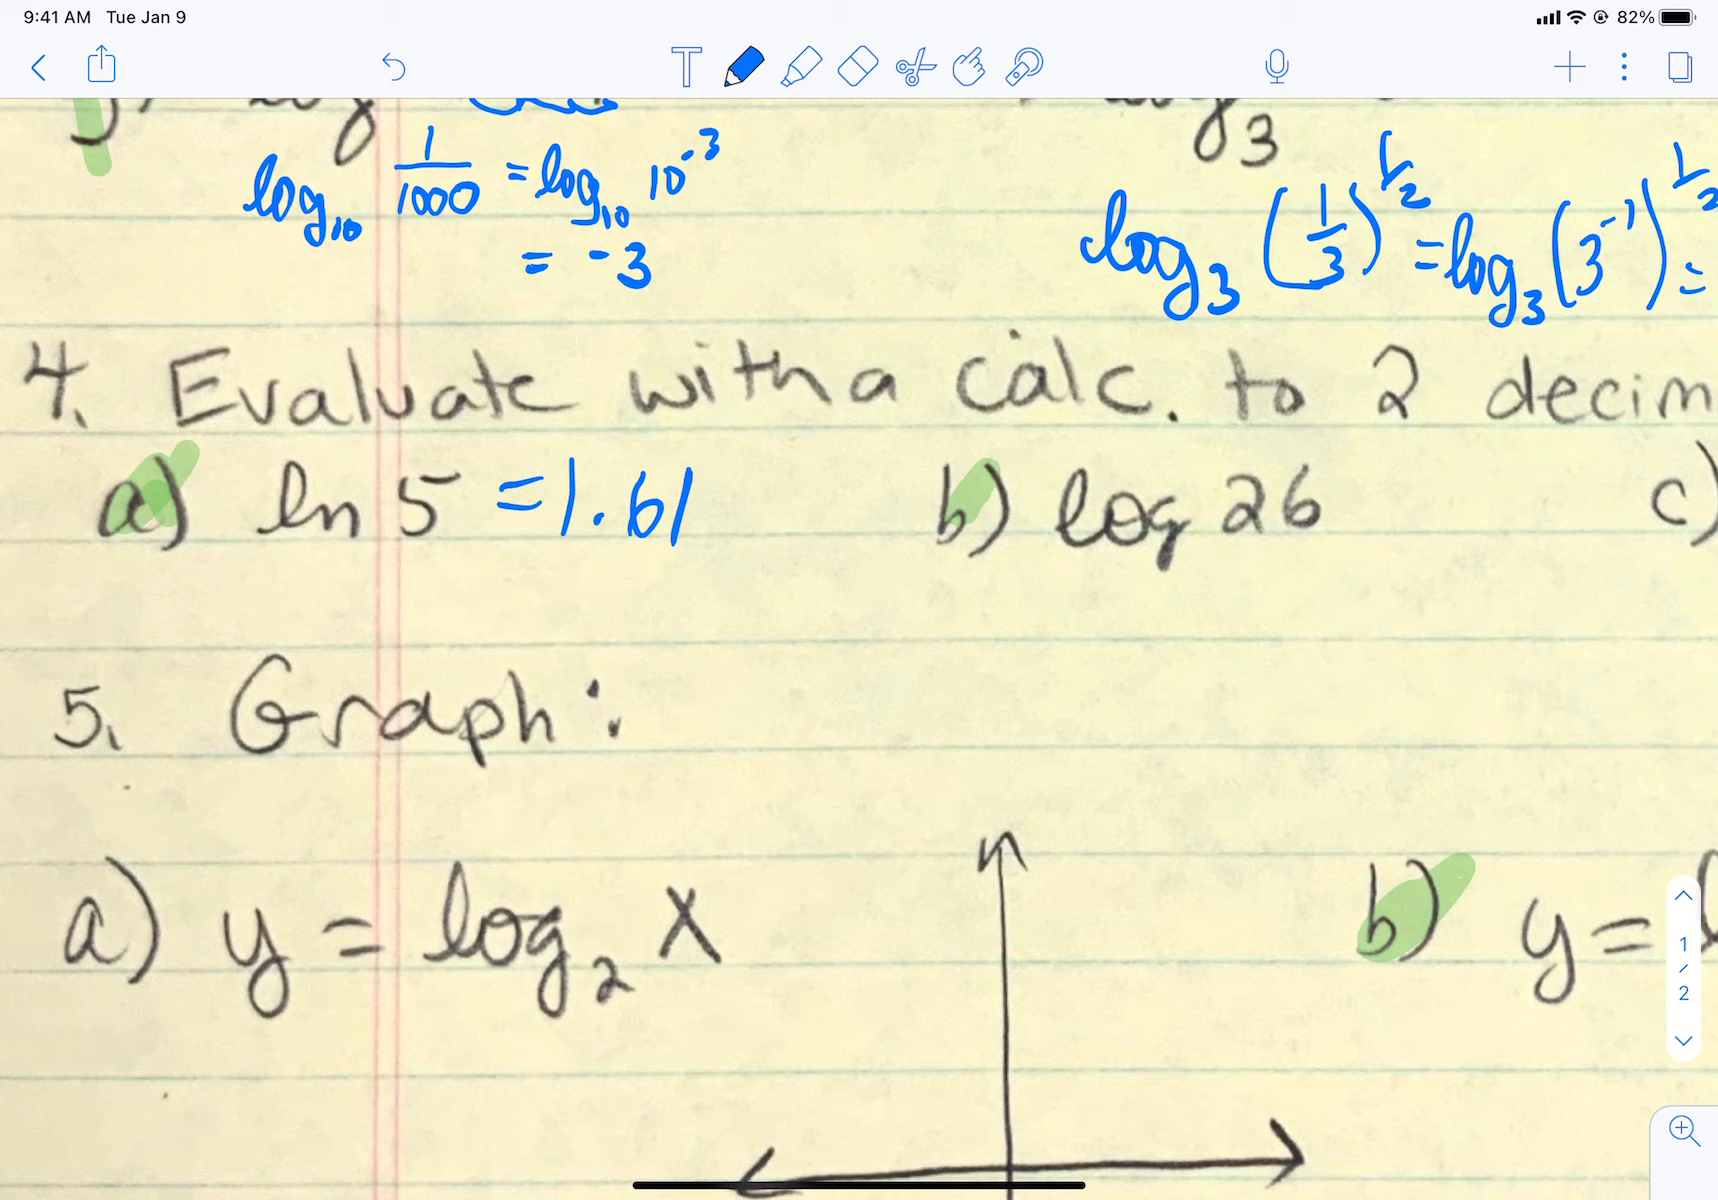 9:41 AM Tue Jan 9
82%
log₁₀ 1/1000 = log₁₀ 10⁻³
= -3
3
log₃ (1/3)^1/2 = log₃ (3⁻¹)^1/2 =
4. Evaluate with a calc. to 2 decim
a) ln 5 = 1.61
b) log 26
c)
5. Graph:
a) y = log₂ x
b) y =
1
/
2